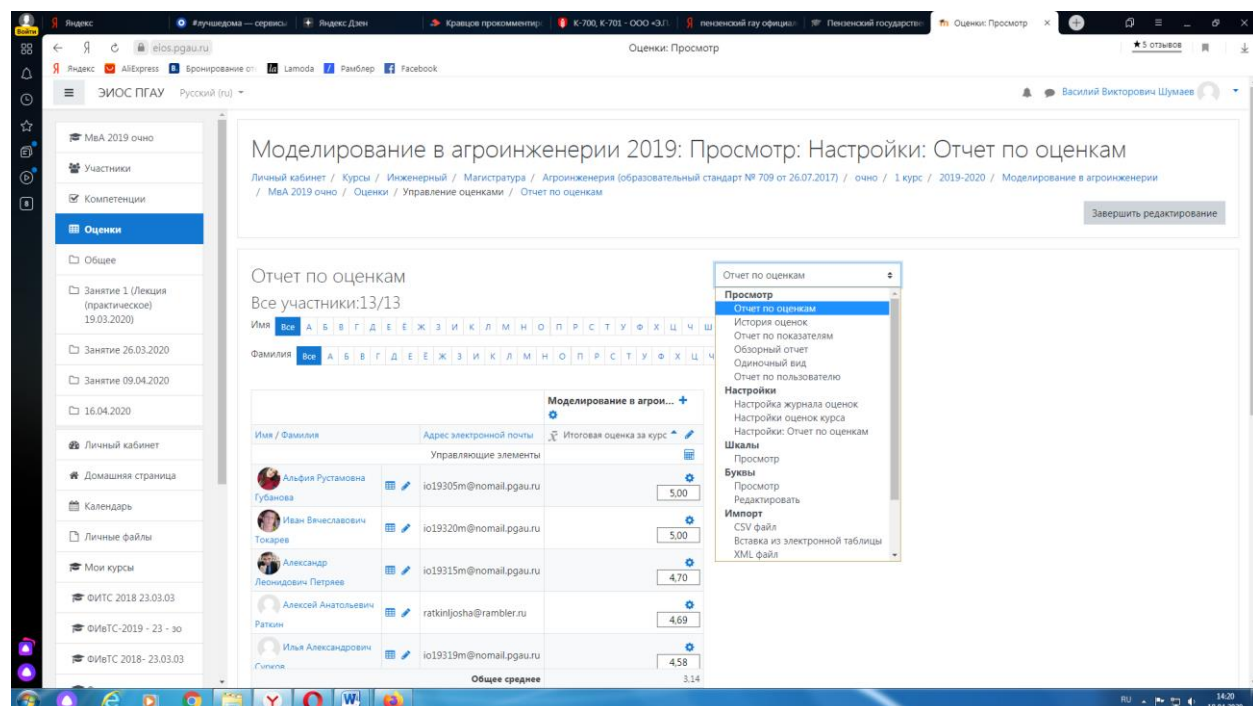 Войти
Яндекс
#лучшедома — сервисы
Яндекс Дзен
Кравцов прокомментир
К-700, К-701 - ООО «З.П.
пензенский гау официал
Пензенский государстве
Оценки: Просмотр
eios.pgau.ru
Оценки: Просмотр
★ 5 отзывов
Яндекс
AliExpress
Бронирование от
Lamoda
Рамблер
Facebook
ЭИОС ПГАУ
Русский (ru)
Василий Викторович Шумаев
МвА 2019 очно
Участники
Компетенции
Оценки
Общее
Занятие 1 (Лекция
(практическое)
19.03.2020)
Занятие 26.03.2020
Занятие 09.04.2020
16.04.2020
Личный кабинет
Домашняя страница
Календарь
Личные файлы
Мои курсы
ФИТС 2018 23.03.03
ФИвТС-2019 - 23 - зо
ФИвТС 2018- 23.03.03
Моделирование в агроинженерии 2019: Просмотр: Настройки: Отчет по оценкам
Личный кабинет / Курсы / Инженерный / Магистратура / Агроинженерия (образовательный стандарт № 709 от 26.07.2017) / очно / 1 курс / 2019-2020 / Моделирование в агроинженерии
/ МвА 2019 очно / Оценки / Управление оценками / Отчет по оценкам
Завершить редактирование
Отчет по оценкам
Все участники:13/13
Имя Все А Б В Г Д Е Ё Ж З И К Л М Н О П Р С Т У Ф Х Ц Ч Ш
Фамилия Все А Б В Г Д Е Ё Ж З И К Л М Н О П Р С Т У Ф Х Ц Ч
Отчет по оценкам
Просмотр
Отчет по оценкам
История оценок
Отчет по показателям
Обзорный отчет
Одиночный вид
Отчет по пользователю
Настройки
Настройка журнала оценок
Настройки оценок курса
Настройки: Отчет по оценкам
Шкалы
Просмотр
Буквы
Просмотр
Редактировать
Импорт
CSV файл
Вставка из электронной таблицы
XML файл
Моделирование в агрои...
Имя / Фамилия
Адрес электронной почты
Итоговая оценка за курс
Управляющие элементы
Альфия Рустамовна
Губанова
io19305m@nomail.pgau.ru
5,00
Иван Вячеславович
Токарев
io19320m@nomail.pgau.ru
5,00
Александр
Леонидович Петряев
io19315m@nomail.pgau.ru
4,70
Алексей Анатольевич
Раткин
ratkinljosha@rambler.ru
4,69
Илья Александрович
io19319m@nomail.pgau.ru
4,58
Общее среднее
3,14
RU
14:20